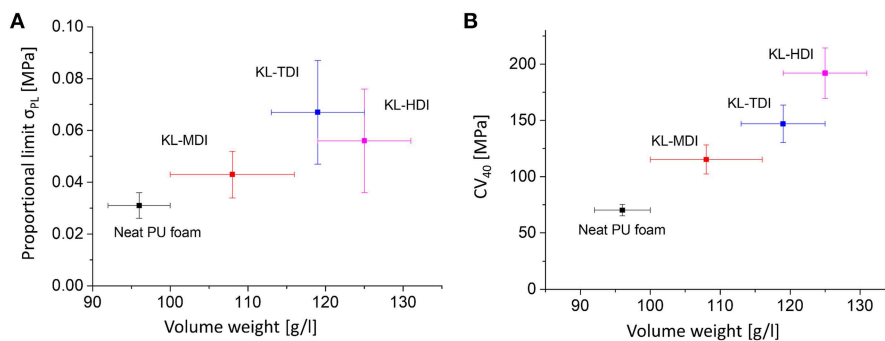 A
Proportional limit σPL [MPa]
0.10
0.08
0.06
0.04
0.02
0.00
KL-TDI
KL-HDI
KL-MDI
Neat PU foam
90 100 110 120 130
Volume weight [g/l]
B
CV40 [MPa]
200
150
100
50
0
KL-HDI
KL-TDI
KL-MDI
Neat PU foam
90 100 110 120 130
Volume weight [g/l]